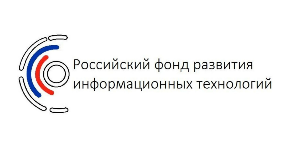 Российский фонд развития
информационных технологий